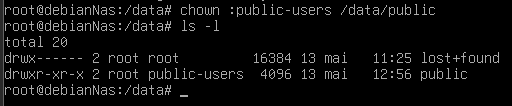 root@debianNas:/data# chown :public-users /data/public
root@debianNas:/data# ls -l
total 20
drwx------ 2 root root         16384 13 mai   11:25 lost+found
drwxr-xr-x 2 root public-users  4096 13 mai   12:56 public
root@debianNas:/data# _